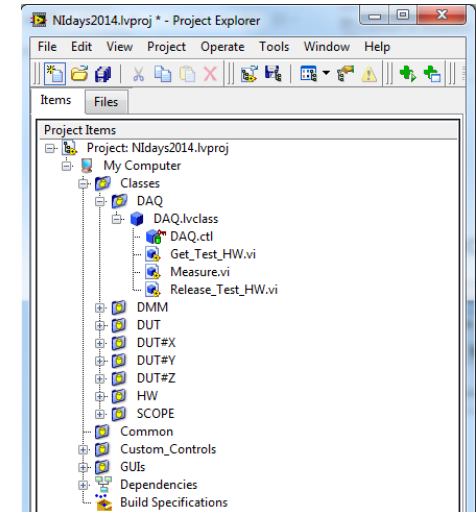 NIdays2014.lvproj * - Project Explorer
File Edit View Project Operate Tools Window Help
Items Files
Project Items
Project: NIdays2014.lvproj
My Computer
Classes
DAQ
DAQ.lvclass
DAQ.ctl
Get_Test_HW.vi
Measure.vi
Release_Test_HW.vi
DMM
DUT
DUT#X
DUT#Y
DUT#Z
HW
SCOPE
Common
Custom_Controls
GUIs
Dependencies
Build Specifications